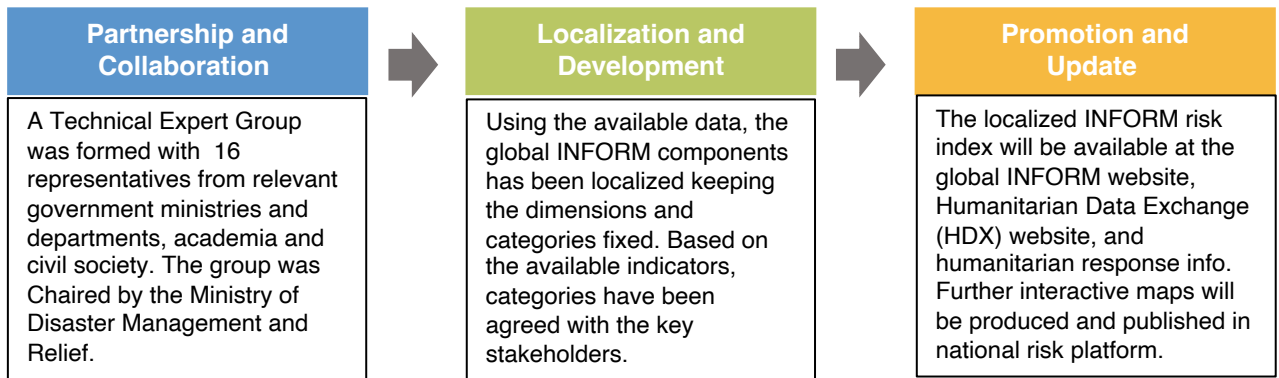 Partnership and
Collaboration
A Technical Expert Group
was formed with 16
representatives from relevant
government ministries and
departments, academia and
civil society. The group was
Chaired by the Ministry of
Disaster Management and
Relief.
Localization and
Development
Using the available data, the
global INFORM components
has been localized keeping
the dimensions and
categories fixed. Based on
the available indicators,
categories have been
agreed with the key
stakeholders.
Promotion and
Update
The localized INFORM risk
index will be available at the
global INFORM website,
Humanitarian Data Exchange
(HDX) website, and
humanitarian response info.
Further interactive maps will
be produced and published in
national risk platform.